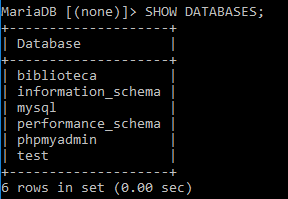 MariaDB [(none)]> SHOW DATABASES;
+--------------------+
| Database           |
+--------------------+
| biblioteca         |
| information_schema |
| mysql              |
| performance_schema |
| phpmyadmin         |
| test               |
+--------------------+
6 rows in set (0.00 sec)